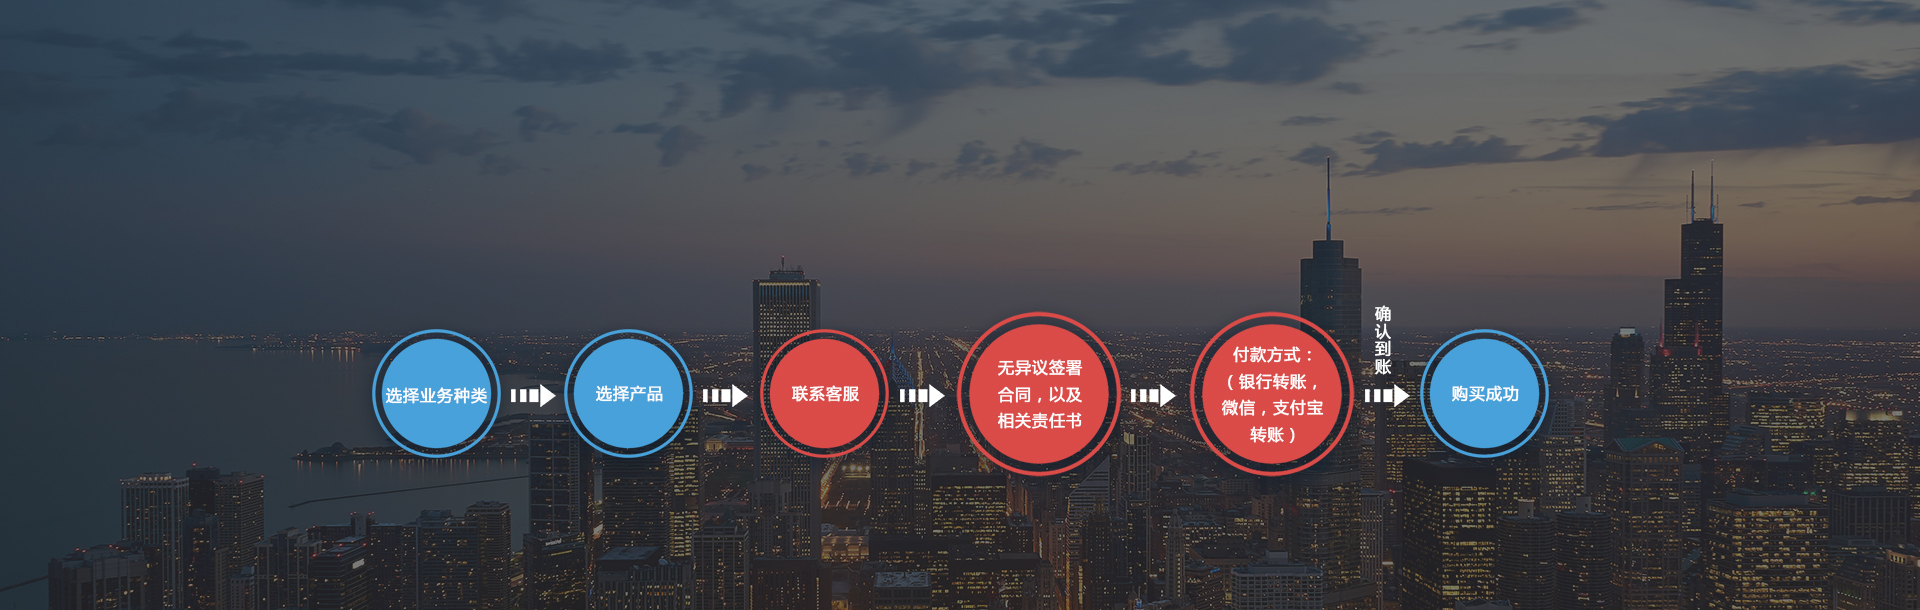 选择业务种类
选择产品
联系客服
无异议签署
合同，以及
相关责任书
付款方式：
（银行转账，
微信，支付宝
转账）
确认到账
购买成功